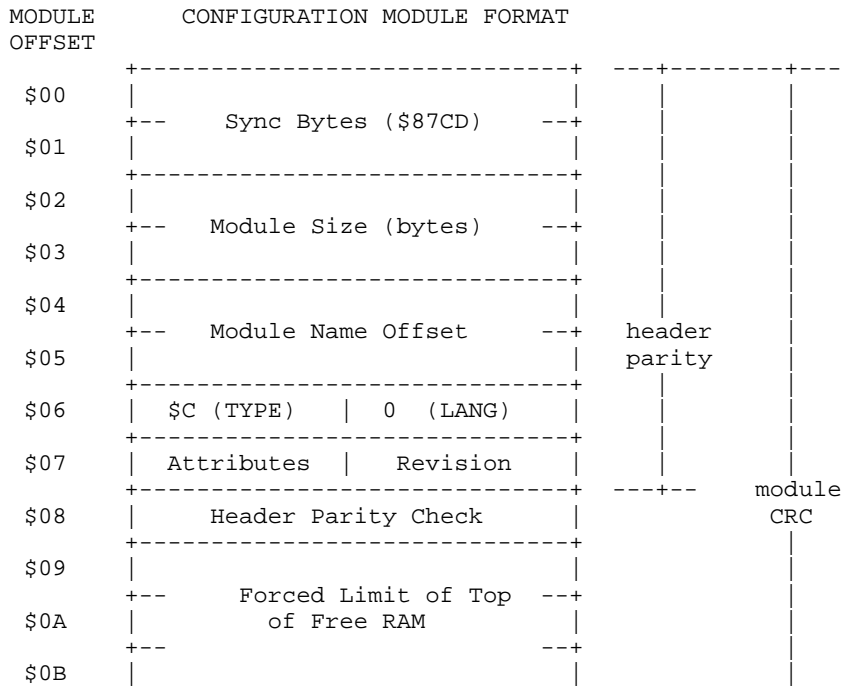 MODULE        CONFIGURATION MODULE FORMAT
OFFSET
         +------------------------------+  ---+--------+---
 $00     |                              |     |        |
         +--     Sync Bytes ($87CD)   --+     |        |
 $01     |                              |     |        |
         +------------------------------+     |        |
 $02     |                              |     |        |
         +--    Module Size (bytes)   --+     |        |
 $03     |                              |     |        |
         +------------------------------+     |        |
 $04     |                              |     |        |
         +--    Module Name Offset    --+   header     |
 $05     |                              |   parity     |
         +------------------------------+     |        |
 $06     |  $C (TYPE)   |  0  (LANG)    |     |        |
         +------------------------------+     |        |
 $07     |  Attributes  |   Revision    |     |        |
         +------------------------------+  ---+--    module
 $08     |     Header Parity Check      |             CRC
         +------------------------------+              |
 $09     |                              |              |
         +--      Forced Limit of Top --+              |
 $0A     |         of Free RAM          |              |
         +--                          --+              |
 $0B     |                              |              |